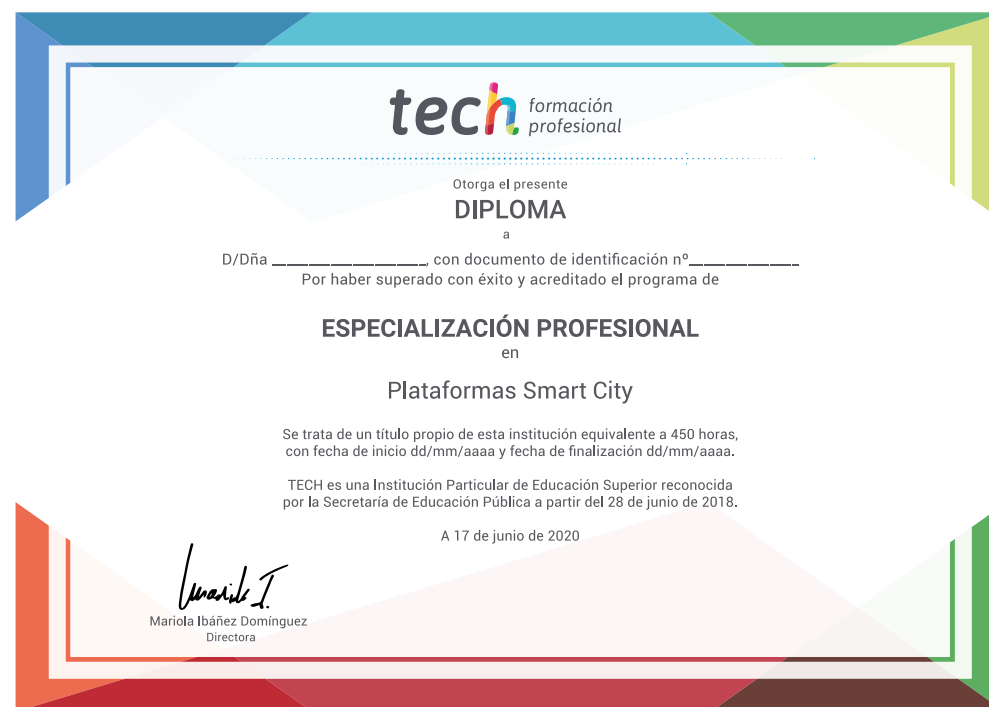 tech formación
profesional
Otorga el presente
DIPLOMA
a
D/Dña ____________________, con documento de identificación nº______________
Por haber superado con éxito y acreditado el programa de
ESPECIALIZACIÓN PROFESIONAL
en
Plataformas Smart City
Se trata de un título propio de esta institución equivalente a 450 horas,
con fecha de inicio dd/mm/aaaa y fecha de finalización dd/mm/aaaa.
TECH es una Institución Particular de Educación Superior reconocida
por la Secretaría de Educación Pública a partir del 28 de junio de 2018.
A 17 de junio de 2020
Mariola Ibáñez Domínguez
Directora